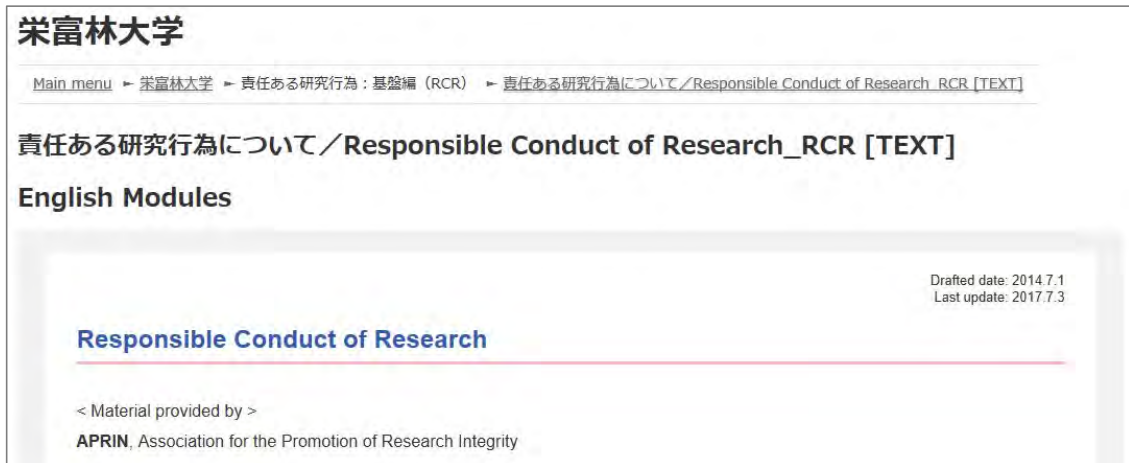 栄富林大学
Main menu ► 栄富林大学 ► 責任ある研究行為：基盤編（RCR） ► 責任ある研究行為について／Responsible Conduct of Research_RCR [TEXT]
責任ある研究行為について／Responsible Conduct of Research_RCR [TEXT]
English Modules
Drafted date: 2014.7.1
Last update: 2017.7.3
Responsible Conduct of Research
< Material provided by >
APRIN, Association for the Promotion of Research Integrity